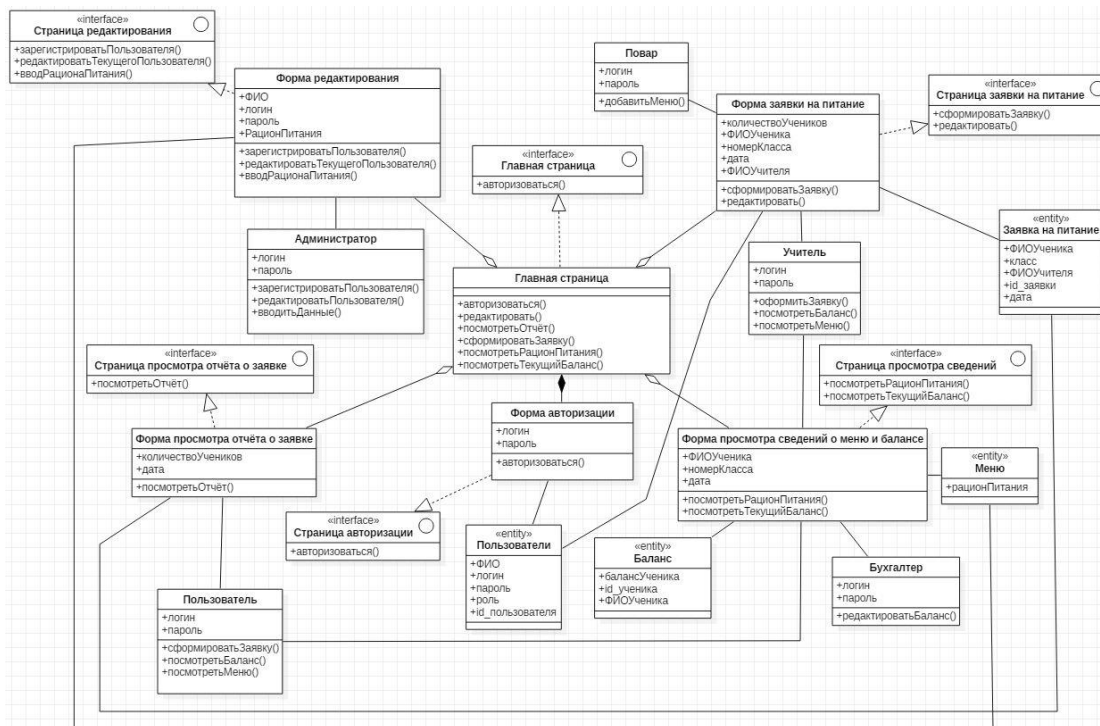 «interface»
Страница редактирования
+зарегистрироватьПользователя()
+редактироватьТекущегоПользователя()
+вводРационаПитания()
Форма редактирования
+ФИО
+логин
+пароль
+РационПитания
+зарегистрироватьПользователя()
+редактироватьТекущегоПользователя()
+вводРационаПитания()
Повар
+логин
+пароль
+добавитьМеню()
Форма заявки на питание
+количествоУчеников
+ФИОУченика
+номерКласса
+дата
+ФИОУчителя
+сформироватьЗаявку()
+редактировать()
«interface»
Страница заявки на питание
+сформироватьЗаявку()
+редактировать()
«interface»
Главная страница
+авторизоваться()
Администратор
+логин
+пароль
+зарегистрироватьПользователя()
+редактироватьПользователя()
+вводитьДанные()
Главная страница
+авторизоваться()
+редактировать()
+посмотретьОтчёт()
+сформироватьЗаявку()
+посмотретьРационПитания()
+посмотретьТекущийБаланс()
Учитель
+логин
+пароль
+оформитьЗаявку()
+посмотретьБаланс()
+посмотретьМеню()
«entity»
Заявка на питание
+ФИОУченика
+класс
+ФИОУчителя
+id_заявки
+дата
«interface»
Страница просмотра отчёта о заявке
+посмотретьОтчёт()
«interface»
Страница просмотра сведений
+посмотретьРационПитания()
+посмотретьТекущийБаланс()
Форма просмотра отчёта о заявке
+количествоУчеников
+дата
+посмотретьОтчёт()
Форма авторизации
+логин
+пароль
+авторизоваться()
Форма просмотра сведений о меню и балансе
+ФИОУченика
+номерКласса
+дата
+посмотретьРационПитания()
+посмотретьТекущийБаланс()
«entity»
Меню
+рационПитания
«interface»
Страница авторизации
+авторизоваться()
«entity»
Пользователи
+ФИО
+логин
+пароль
+роль
+id_пользователя
«entity»
Баланс
+балансУченика
+id_ученика
+ФИОУченика
Бухгалтер
+логин
+пароль
+редактироватьБаланс()
Пользователь
+логин
+пароль
+сформироватьЗаявку()
+посмотретьБаланс()
+посмотретьМеню()